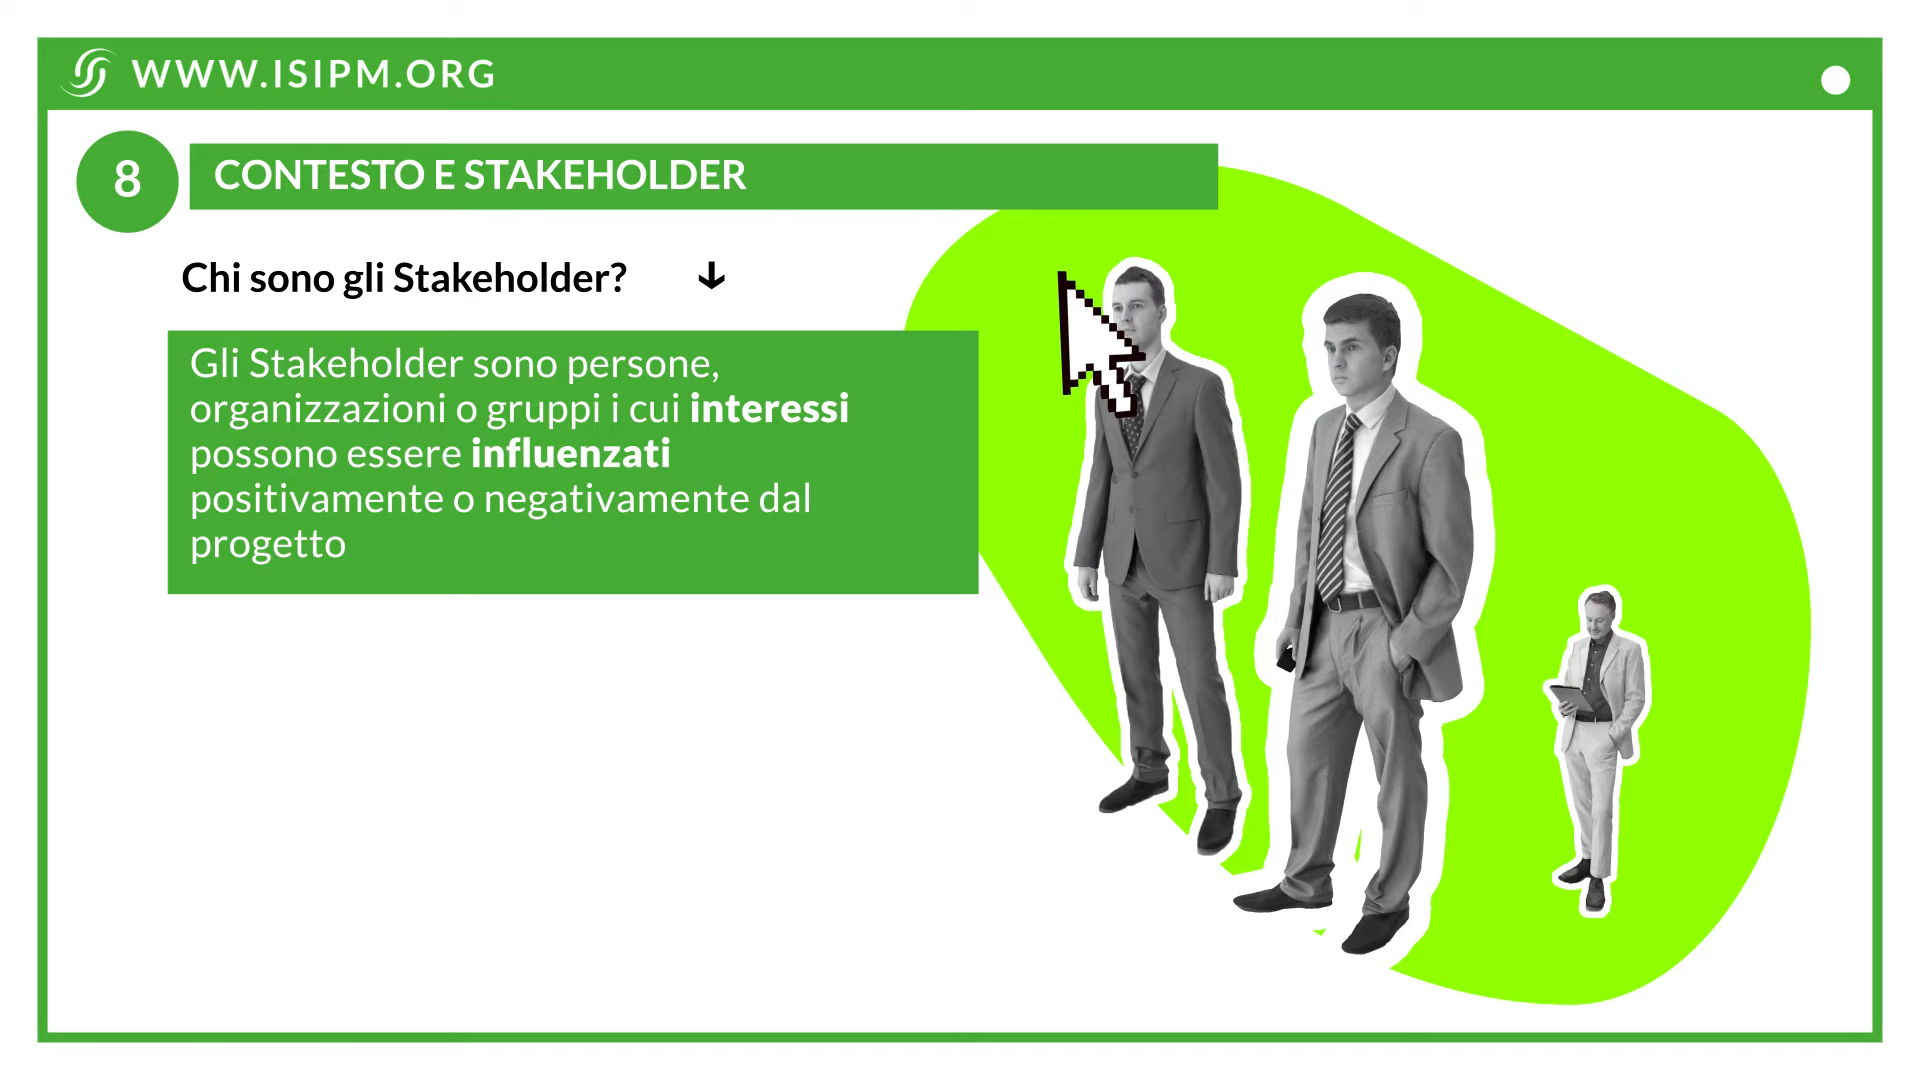 WWW.ISIPM.ORG
8
CONTESTO E STAKEHOLDER
Chi sono gli Stakeholder? ↓
Gli Stakeholder sono persone,
organizzazioni o gruppi i cui interessi
possono essere influenzati
positivamente o negativamente dal
progetto